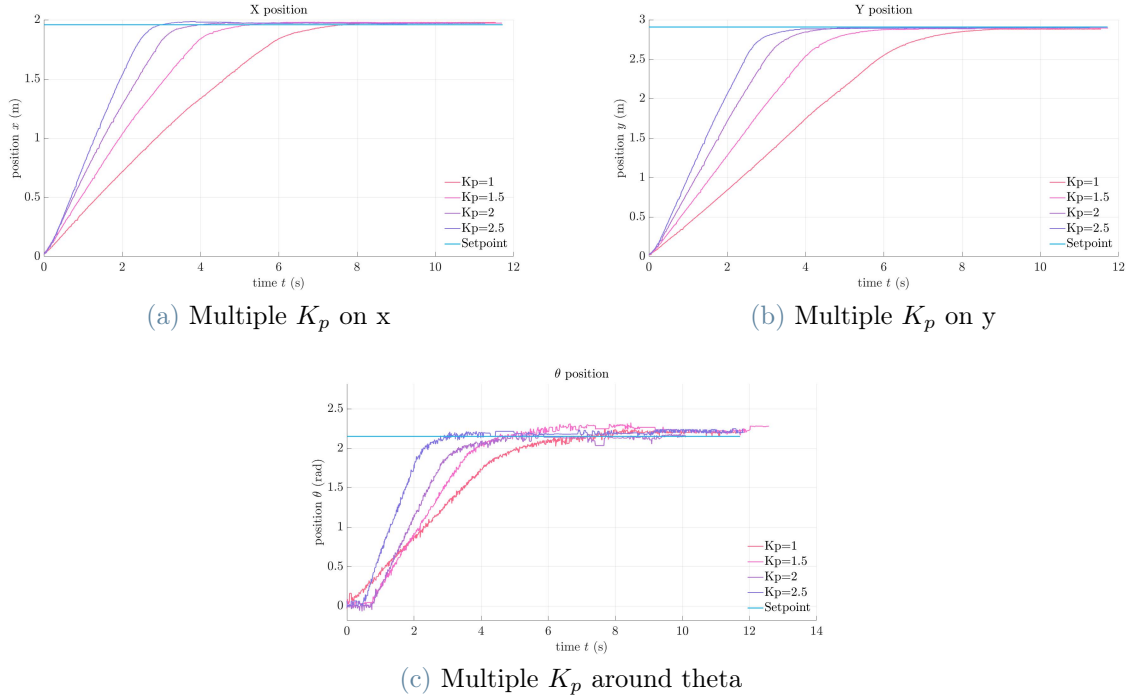 X position
2
1.5
1
0.5
0
position x (m)
0 2 4 6 8 10 12
time t (s)
Kp=1
Kp=1.5
Kp=2
Kp=2.5
Setpoint
(a) Multiple K_p on x
Y position
3
2.5
2
1.5
1
0.5
0
position y (m)
0 2 4 6 8 10 12
time t (s)
Kp=1
Kp=1.5
Kp=2
Kp=2.5
Setpoint
(b) Multiple K_p on y
θ position
2.5
2
1.5
1
0.5
0
position θ (rad)
0 2 4 6 8 10 12 14
time t (s)
Kp=1
Kp=1.5
Kp=2
Kp=2.5
Setpoint
(c) Multiple K_p around theta